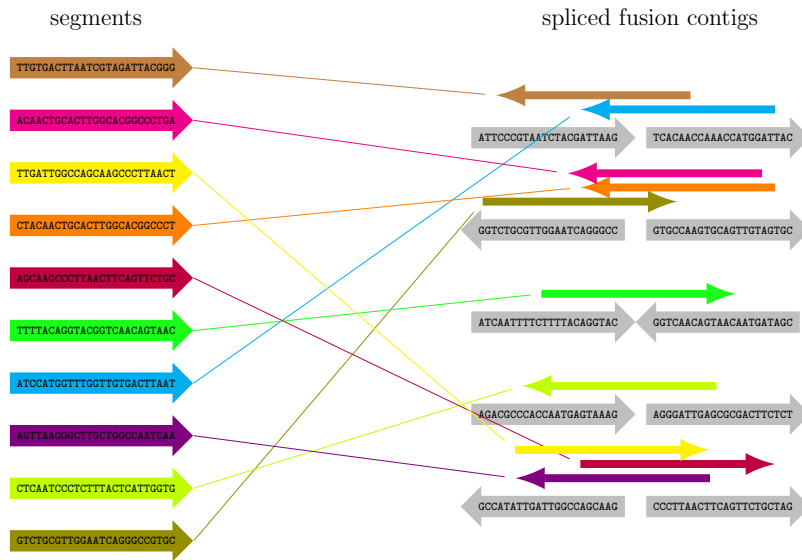 segments
spliced fusion contigs
TTGTGACTTAATCGTAGATTACGGG
ACAACTGCACTTGGCACGGCCCTGA
TTGATTGGCCAGCAAGCCCTTAACT
CTACAACTGCACTTGGCACGGCCCT
AGCAAGCCCTTAACTTCAGTTCTGC
TTTTACAGGTACGGTCAACAGTAAC
ATCCATGGTTTGGTTGTGACTTAAT
AGTTAAGGGCTTGCTGGCCAATCAA
CTCAATCCCTCTTTACTCATTGGTG
GTCTGCGTTGGAATCAGGGCCGTGC
ATTCCCGTAATCTACGATTAAG TCACAACCAAACCATGGATTAC
GGTCTGCGTTGGAATCAGGGCC GTGCCAAGTGCAGTTGTAGTGC
ATCAATTTTCTTTTACAGGTAC GGTCAACAGTAACAATGATAGC
AGACGCCCACCAATGAGTAAAG AGGGATTGAGCGCGACTTCTCT
GCCATATTGATTGGCCAGCAAG CCCTTAACTTCAGTTCTGCTAG